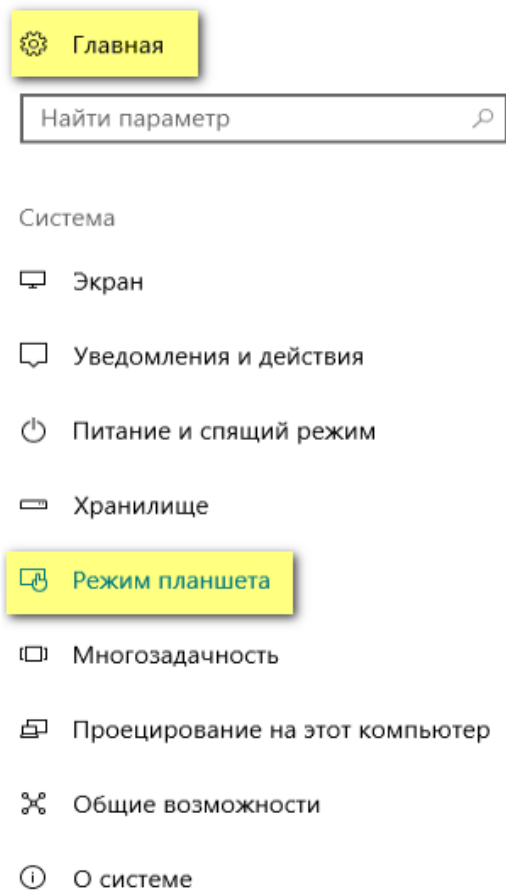 Главная
Найти параметр
Система
Экран
Уведомления и действия
Питание и спящий режим
Хранилище
Режим планшета
Многозадачность
Проецирование на этот компьютер
Общие возможности
О системе